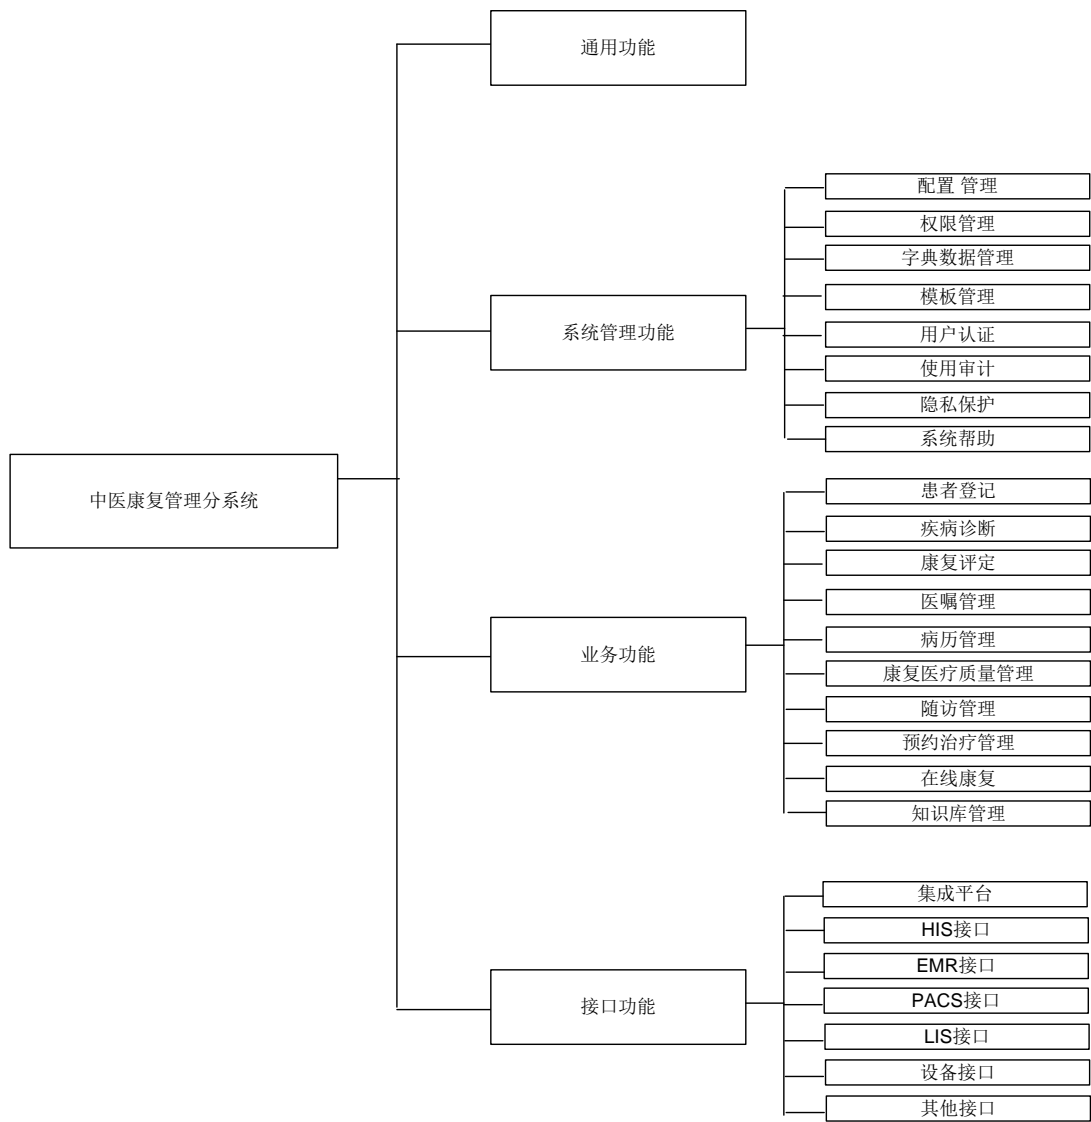 通用功能
配置 管理
权限管理
字典数据管理
模板管理
系统管理功能
用户认证
使用审计
隐私保护
系统帮助
中医康复管理分系统
患者登记
疾病诊断
康复评定
医嘱管理
业务功能
病历管理
康复医疗质量管理
随访管理
预约治疗管理
在线康复
知识库管理
集成平台
HIS接口
EMR接口
接口功能
PACS接口
LIS接口
设备接口
其他接口